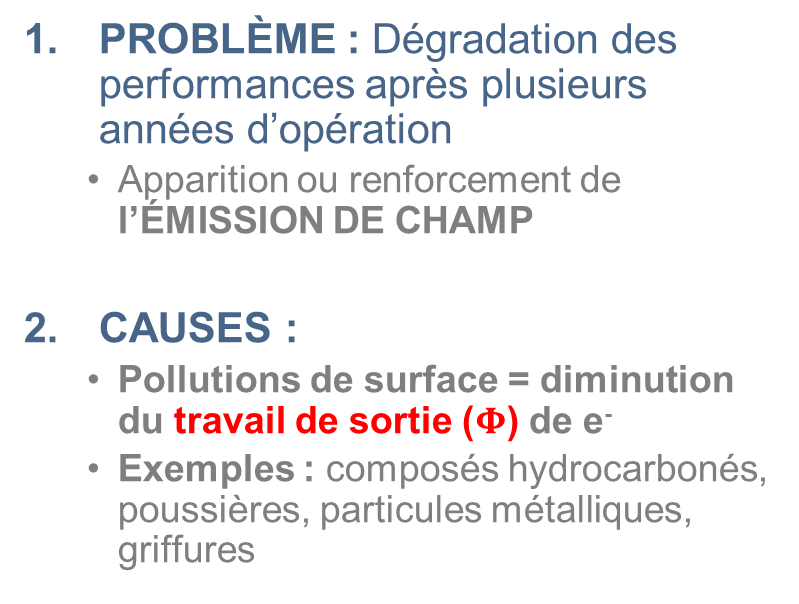 1. PROBLÈME : Dégradation des
performances après plusieurs
années d’opération
• Apparition ou renforcement de
l’ÉMISSION DE CHAMP
2. CAUSES :
• Pollutions de surface = diminution
du travail de sortie (Φ) de e-
• Exemples : composés hydrocarbonés,
poussières, particules métalliques,
griffures